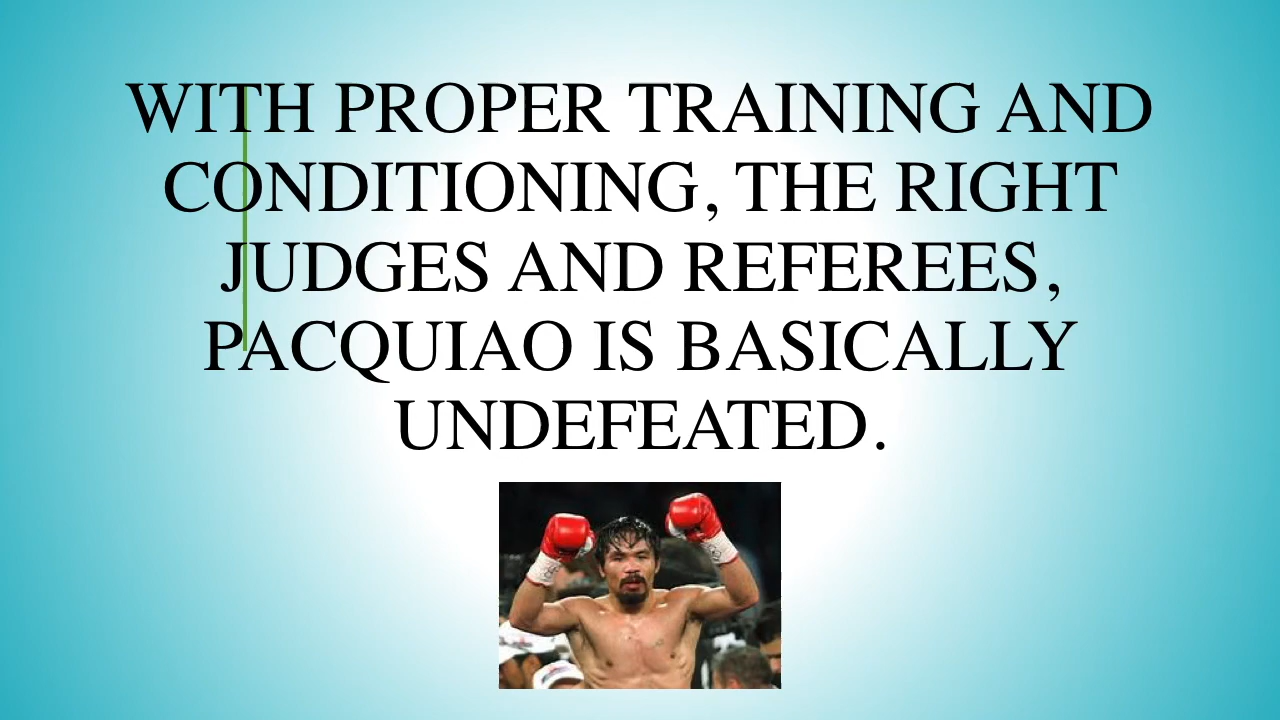 WITH PROPER TRAINING AND
CONDITIONING, THE RIGHT
JUDGES AND REFEREES,
PACQUIAO IS BASICALLY
UNDEFEATED.